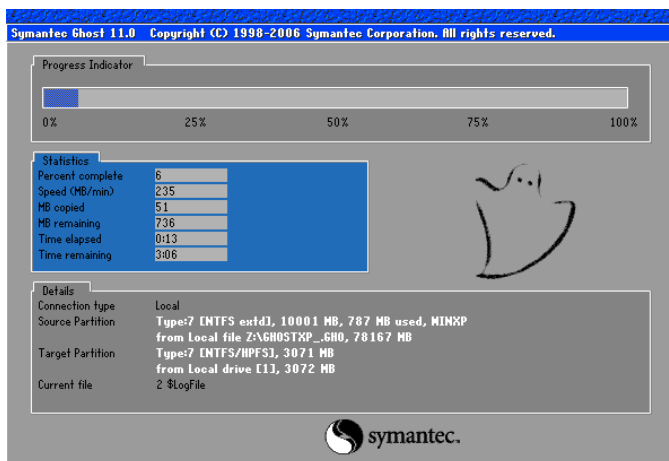 Symantec Ghost 11.0   Copyright (C) 1998-2006 Symantec Corporation. All rights reserved.
Progress Indicator
0% 25% 50% 75% 100%
Statistics
Percent complete 6
Speed (MB/min) 235
MB copied 51
MB remaining 736
Time elapsed 0:13
Time remaining 3:06
Details
Connection type Local
Source Partition Type:7 [NTFS extd], 10001 MB, 787 MB used, WINXP
from Local file Z:\GHOSTXP_.GHO, 78167 MB
Target Partition Type:7 [NTFS/HPFS], 3071 MB
from Local drive [1], 3072 MB
Current file 2 $LogFile
symantec.